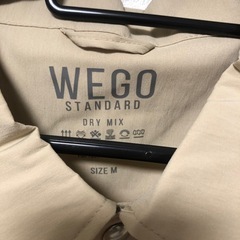 WEGO
STANDARD
DRY MIX
SIZE M